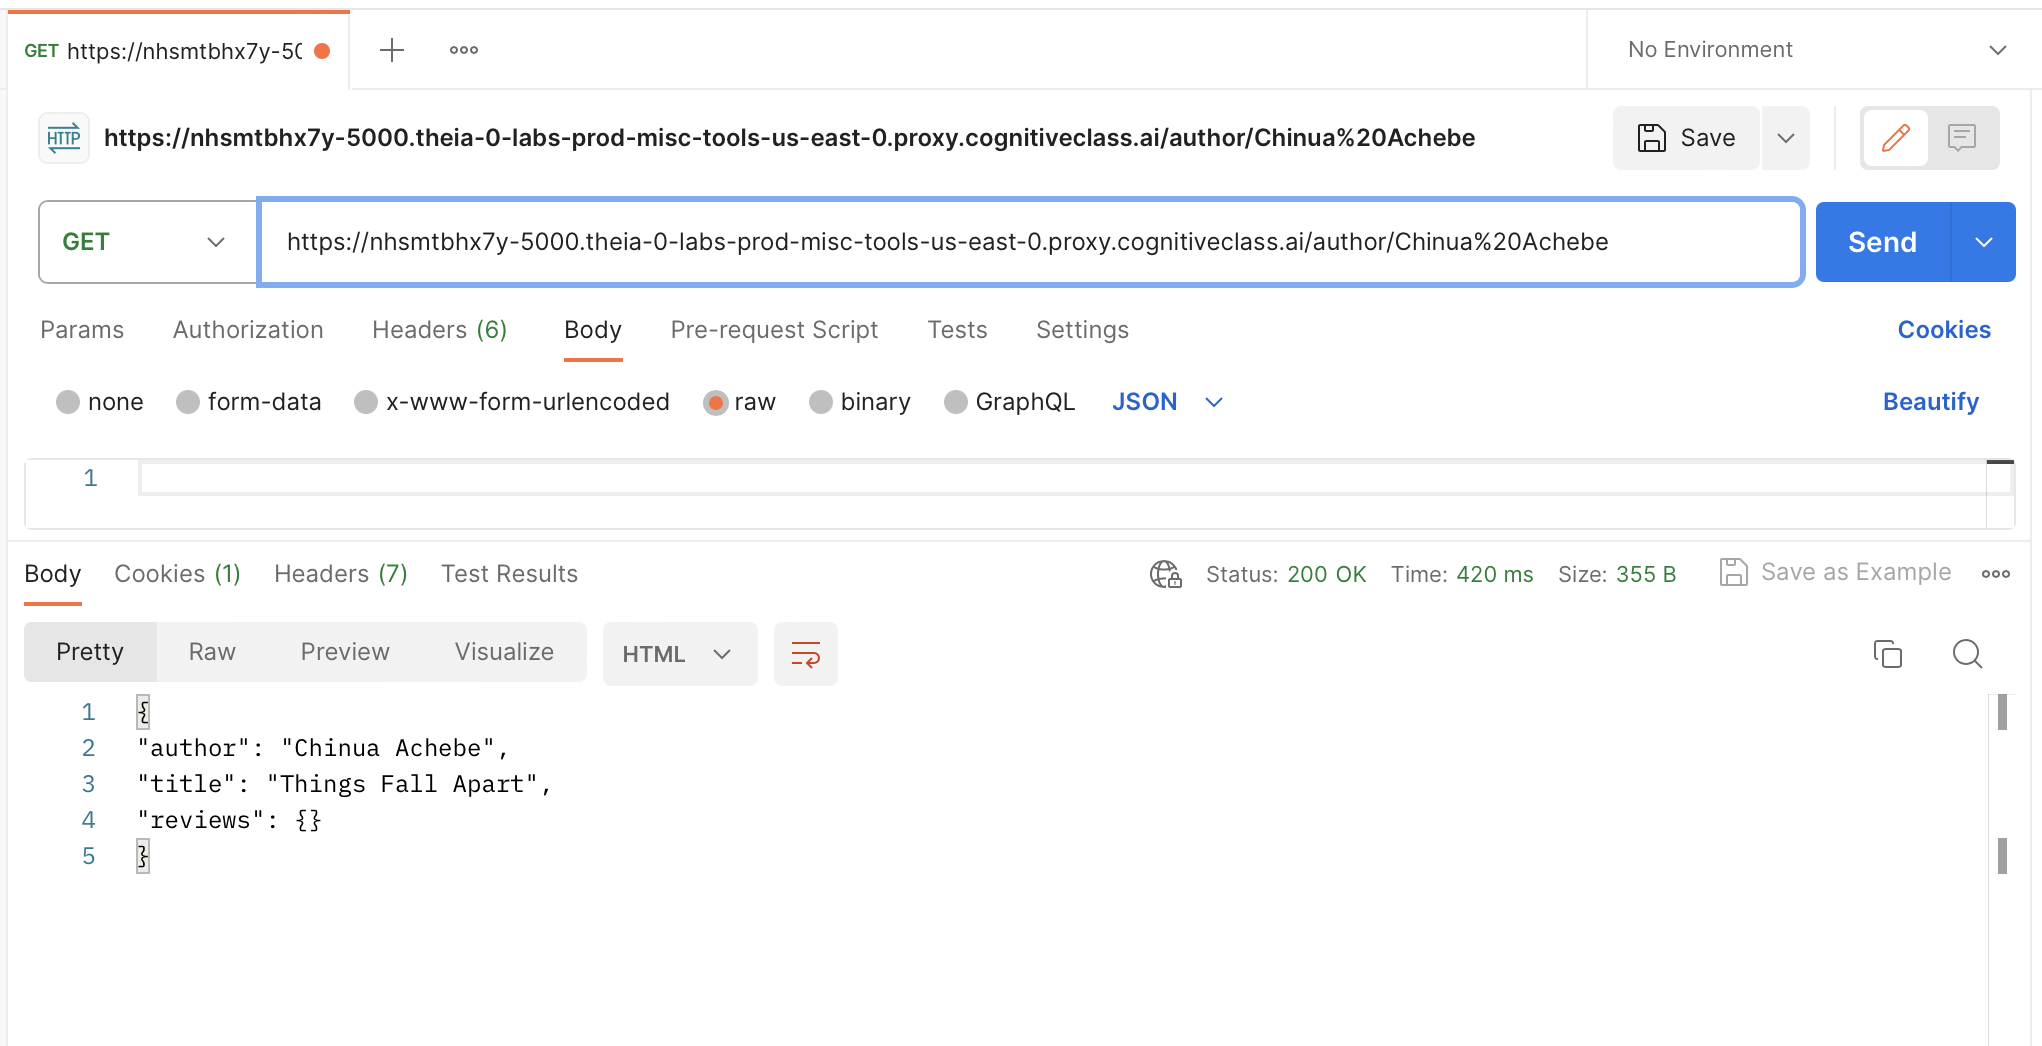 GET https://nhsmtbhx7y-50
No Environment
HTTP https://nhsmtbhx7y-5000.theia-0-labs-prod-misc-tools-us-east-0.proxy.cognitiveclass.ai/author/Chinua%20Achebe Save
GET https://nhsmtbhx7y-5000.theia-0-labs-prod-misc-tools-us-east-0.proxy.cognitiveclass.ai/author/Chinua%20Achebe Send
Params Authorization Headers (6) Body Pre-request Script Tests Settings Cookies
none form-data x-www-form-urlencoded raw binary GraphQL JSON Beautify
1
Body Cookies (1) Headers (7) Test Results Status: 200 OK Time: 420 ms Size: 355 B Save as Example
Pretty Raw Preview Visualize HTML
1 {
2 "author": "Chinua Achebe",
3 "title": "Things Fall Apart",
4 "reviews": {}
5 }